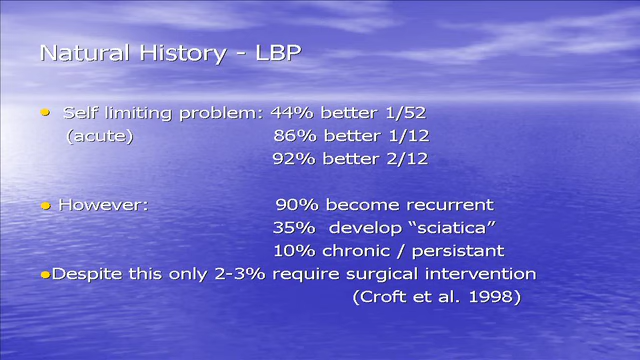 Natural History - LBP
Self limiting problem: 44% better 1/52
(acute) 86% better 1/12
92% better 2/12
However: 90% become recurrent
35% develop “sciatica”
10% chronic / persistant
Despite this only 2-3% require surgical intervention
(Croft et al. 1998)